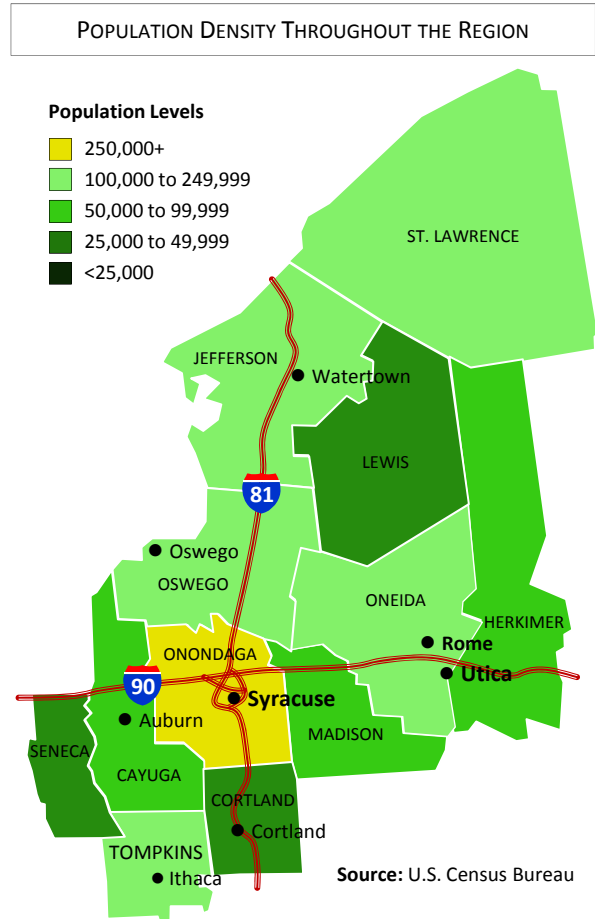 POPULATION DENSITY THROUGHOUT THE REGION
Population Levels
250,000+
100,000 to 249,999
50,000 to 99,999
25,000 to 49,999
<25,000
ST. LAWRENCE
JEFFERSON
Watertown
LEWIS
81
Oswego
OSWEGO
ONEIDA
HERKIMER
Rome
ONONDAGA
Utica
90
Syracuse
Auburn
MADISON
SENECA
CAYUGA
CORTLAND
Cortland
TOMPKINS
Ithaca
Source: U.S. Census Bureau